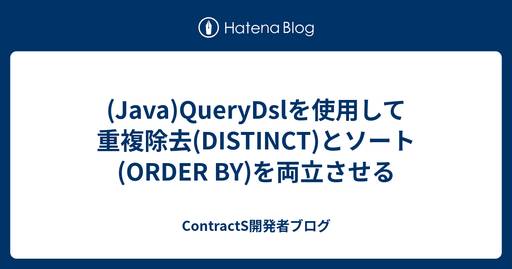 Hatena Blog
(Java)QueryDslを使用して
重複除去(DISTINCT)とソート
(ORDER BY)を両立させる
ContractS開発者ブログ